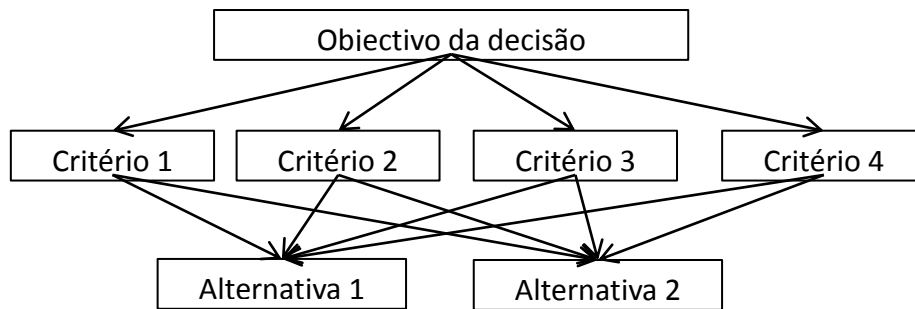 Objectivo da decisão
Critério 1
Critério 2
Critério 3
Critério 4
Alternativa 1
Alternativa 2